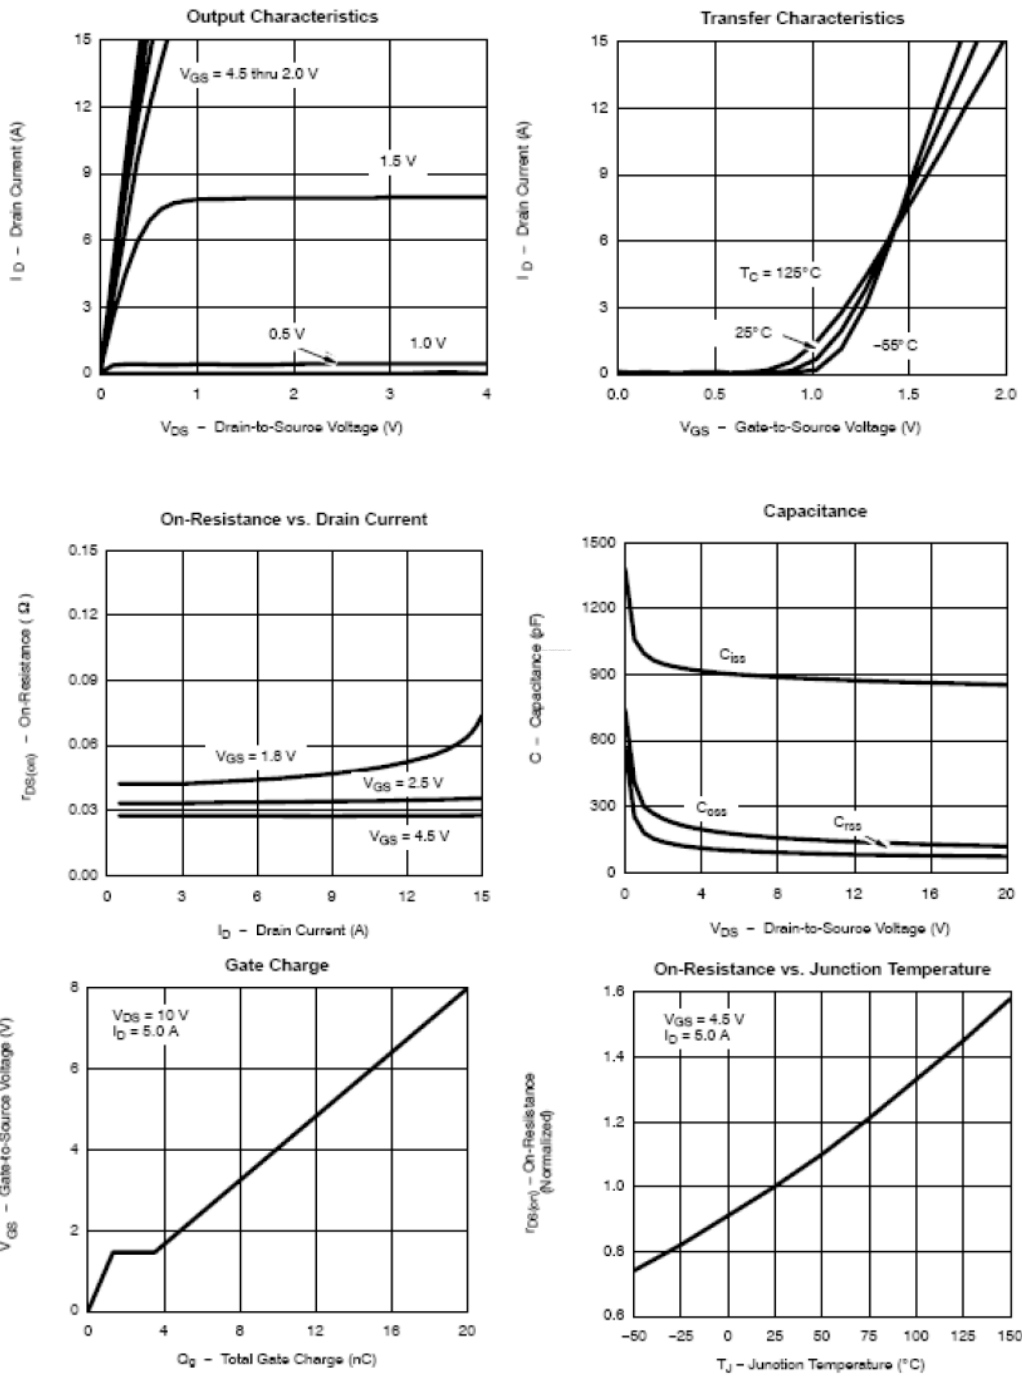 Output Characteristics
15
12
9
6
3
0
I D – Drain Current (A)
VGS = 4.5 thru 2.0 V
1.5 V
0.5 V
1.0 V
0 1 2 3 4
VDS – Drain-to-Source Voltage (V)
Transfer Characteristics
15
12
9
6
3
0
I D – Drain Current (A)
TC = 125°C
25°C
–55°C
0.0 0.5 1.0 1.5 2.0
VGS – Gate-to-Source Voltage (V)
On-Resistance vs. Drain Current
0.15
0.12
0.09
0.06
0.03
0.00
rDS(on) – On-Resistance ( Ω )
VGS = 1.8 V
VGS = 2.5 V
VGS = 4.5 V
0 3 6 9 12 15
ID – Drain Current (A)
Capacitance
1500
1200
900
600
300
0
C – Capacitance (pF)
Ciss
Coss
Crss
0 4 8 12 16 20
VDS – Drain-to-Source Voltage (V)
Gate Charge
8
6
4
2
0
VGS – Gate-to-Source Voltage (V)
VDS = 10 V
ID = 5.0 A
0 4 8 12 16 20
Qg – Total Gate Charge (nC)
On-Resistance vs. Junction Temperature
1.6
1.4
1.2
1.0
0.8
0.6
rDS(on) – On-Resistance
(Normalized)
VGS = 4.5 V
ID = 5.0 A
–50 –25 0 25 50 75 100 125 150
TJ – Junction Temperature (°C)